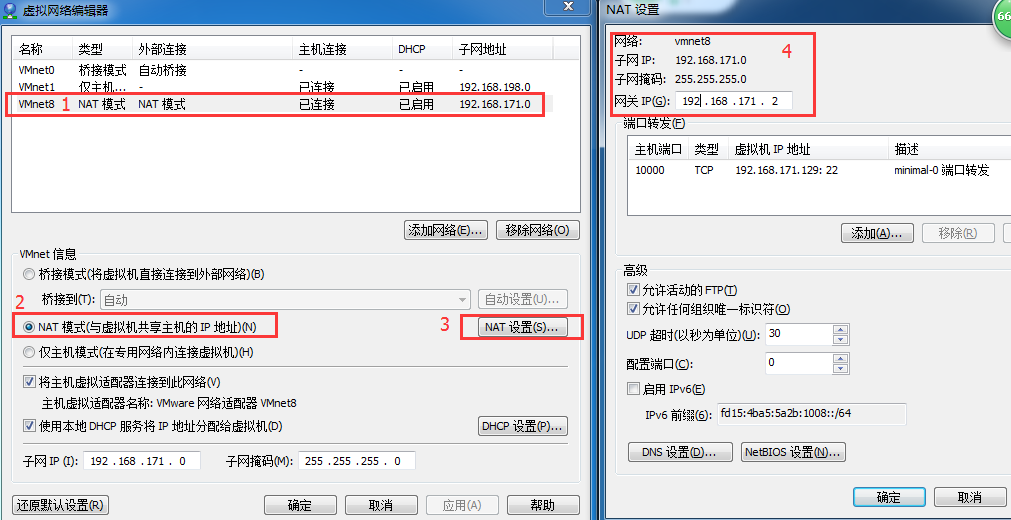 虚拟网络编辑器
名称 类型 外部连接 主机连接 DHCP 子网地址
VMnet0 桥接模式 自动桥接 - - -
VMnet1 仅主机... - 已连接 已启用 192.168.198.0
VMnet8 1 NAT 模式 NAT 模式 已连接 已启用 192.168.171.0
添加网络(E)... 移除网络(O)
VMnet 信息
桥接模式(将虚拟机直接连接到外部网络)(B)
2 桥接到(T): 自动 自动设置(U)...
NAT 模式(与虚拟机共享主机的 IP 地址)(N) 3 NAT 设置(S)...
仅主机模式(在专用网络内连接虚拟机)(H)
将主机虚拟适配器连接到此网络(V)
主机虚拟适配器名称: VMware 网络适配器 VMnet8
使用本地 DHCP 服务将 IP 地址分配给虚拟机(D) DHCP 设置(P)...
子网 IP (I): 192 . 168 . 171 . 0 子网掩码(M): 255 . 255 . 255 . 0
还原默认设置(R) 确定 取消 应用(A) 帮助
NAT 设置
66
网络: vmnet8 4
子网 IP: 192.168.171.0
子网掩码: 255.255.255.0
网关 IP(G): 192 . 168 . 171 . 2
端口转发(F)
主机端口 类型 虚拟机 IP 地址 描述
10000 TCP 192.168.171.129: 22 minimal-0 端口转发
添加(A)... 移除(R)
高级
允许活动的 FTP(T)
允许任何组织唯一标识符(O)
UDP 超时(以秒为单位)(U): 30
配置端口(C): 0
启用 IPv6(E)
IPv6 前缀(6): fd15:4ba5:5a2b:1008::/64
DNS 设置(D)... NetBIOS 设置(N)...
确定 取消